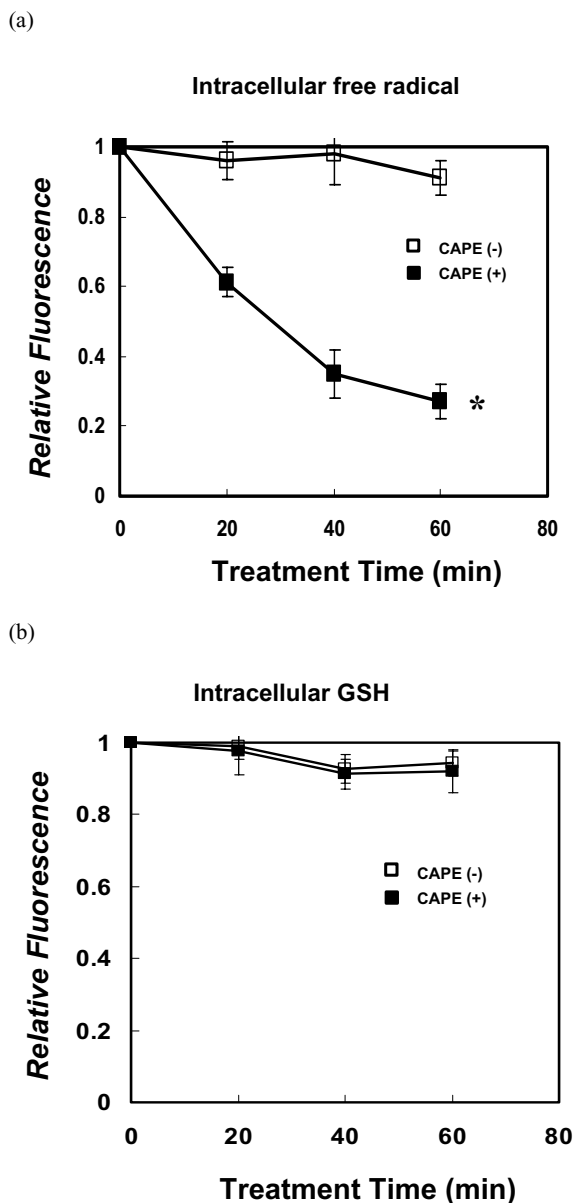 (a)
Intracellular free radical
1
0.8
0.6
0.4
0.2
0
CAPE (-)
CAPE (+)
*
0 20 40 60 80
Relative Fluorescence
Treatment Time (min)
(b)
Intracellular GSH
1
0.8
0.6
0.4
0.2
0
CAPE (-)
CAPE (+)
0 20 40 60 80
Relative Fluorescence
Treatment Time (min)